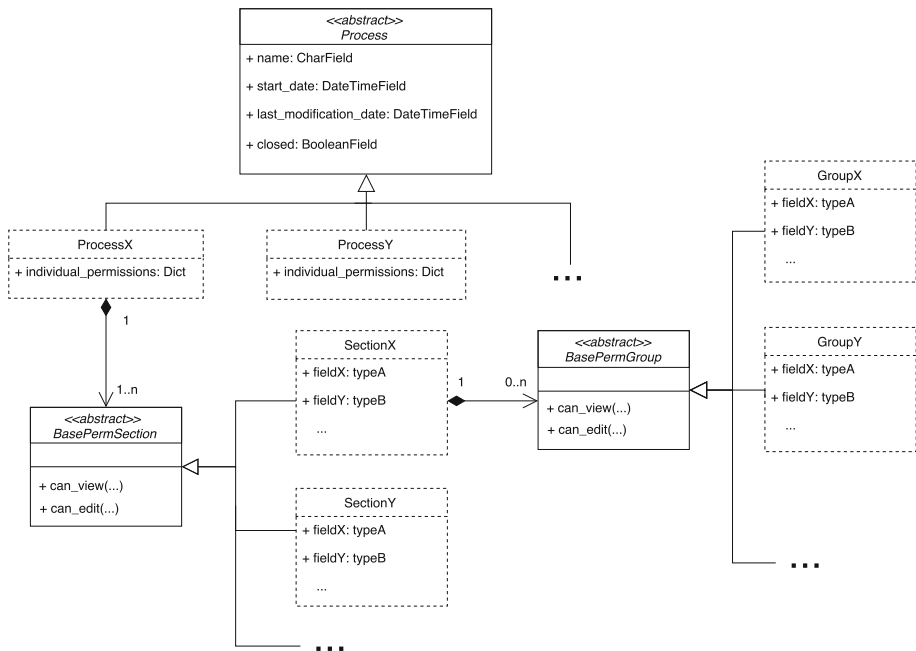 <<abstract>>
Process
+ name: CharField
+ start_date: DateTimeField
+ last_modification_date: DateTimeField
+ closed: BooleanField
ProcessX
+ individual_permissions: Dict
ProcessY
+ individual_permissions: Dict
...
GroupX
+ fieldX: typeA
+ fieldY: typeB
...
1
1..n
<<abstract>>
BasePermSection
+ can_view(...)
+ can_edit(...)
SectionX
+ fieldX: typeA
+ fieldY: typeB
...
1
0..n
<<abstract>>
BasePermGroup
+ can_view(...)
+ can_edit(...)
GroupY
+ fieldX: typeA
+ fieldY: typeB
...
SectionY
+ fieldX: typeA
+ fieldY: typeB
...
...
...